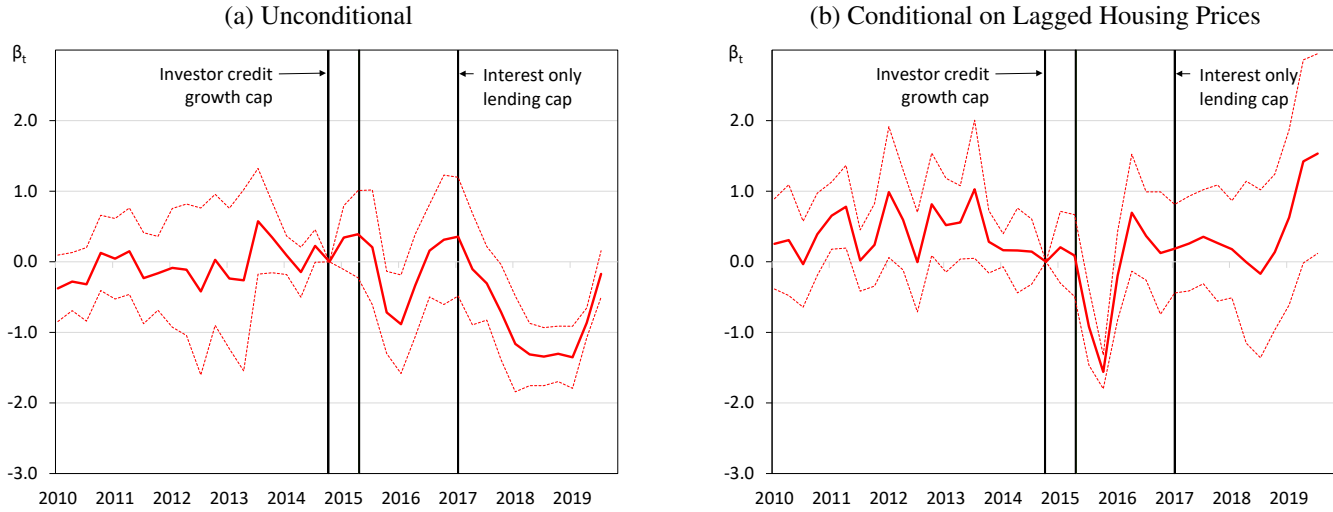 (a) Unconditional
βt
Investor credit
growth cap
Interest only
lending cap
2.0
1.0
0.0
-1.0
-2.0
-3.0
2010 2011 2012 2013 2014 2015 2016 2017 2018 2019
(b) Conditional on Lagged Housing Prices
βt
Investor credit
growth cap
Interest only
lending cap
2.0
1.0
0.0
-1.0
-2.0
-3.0
2010 2011 2012 2013 2014 2015 2016 2017 2018 2019